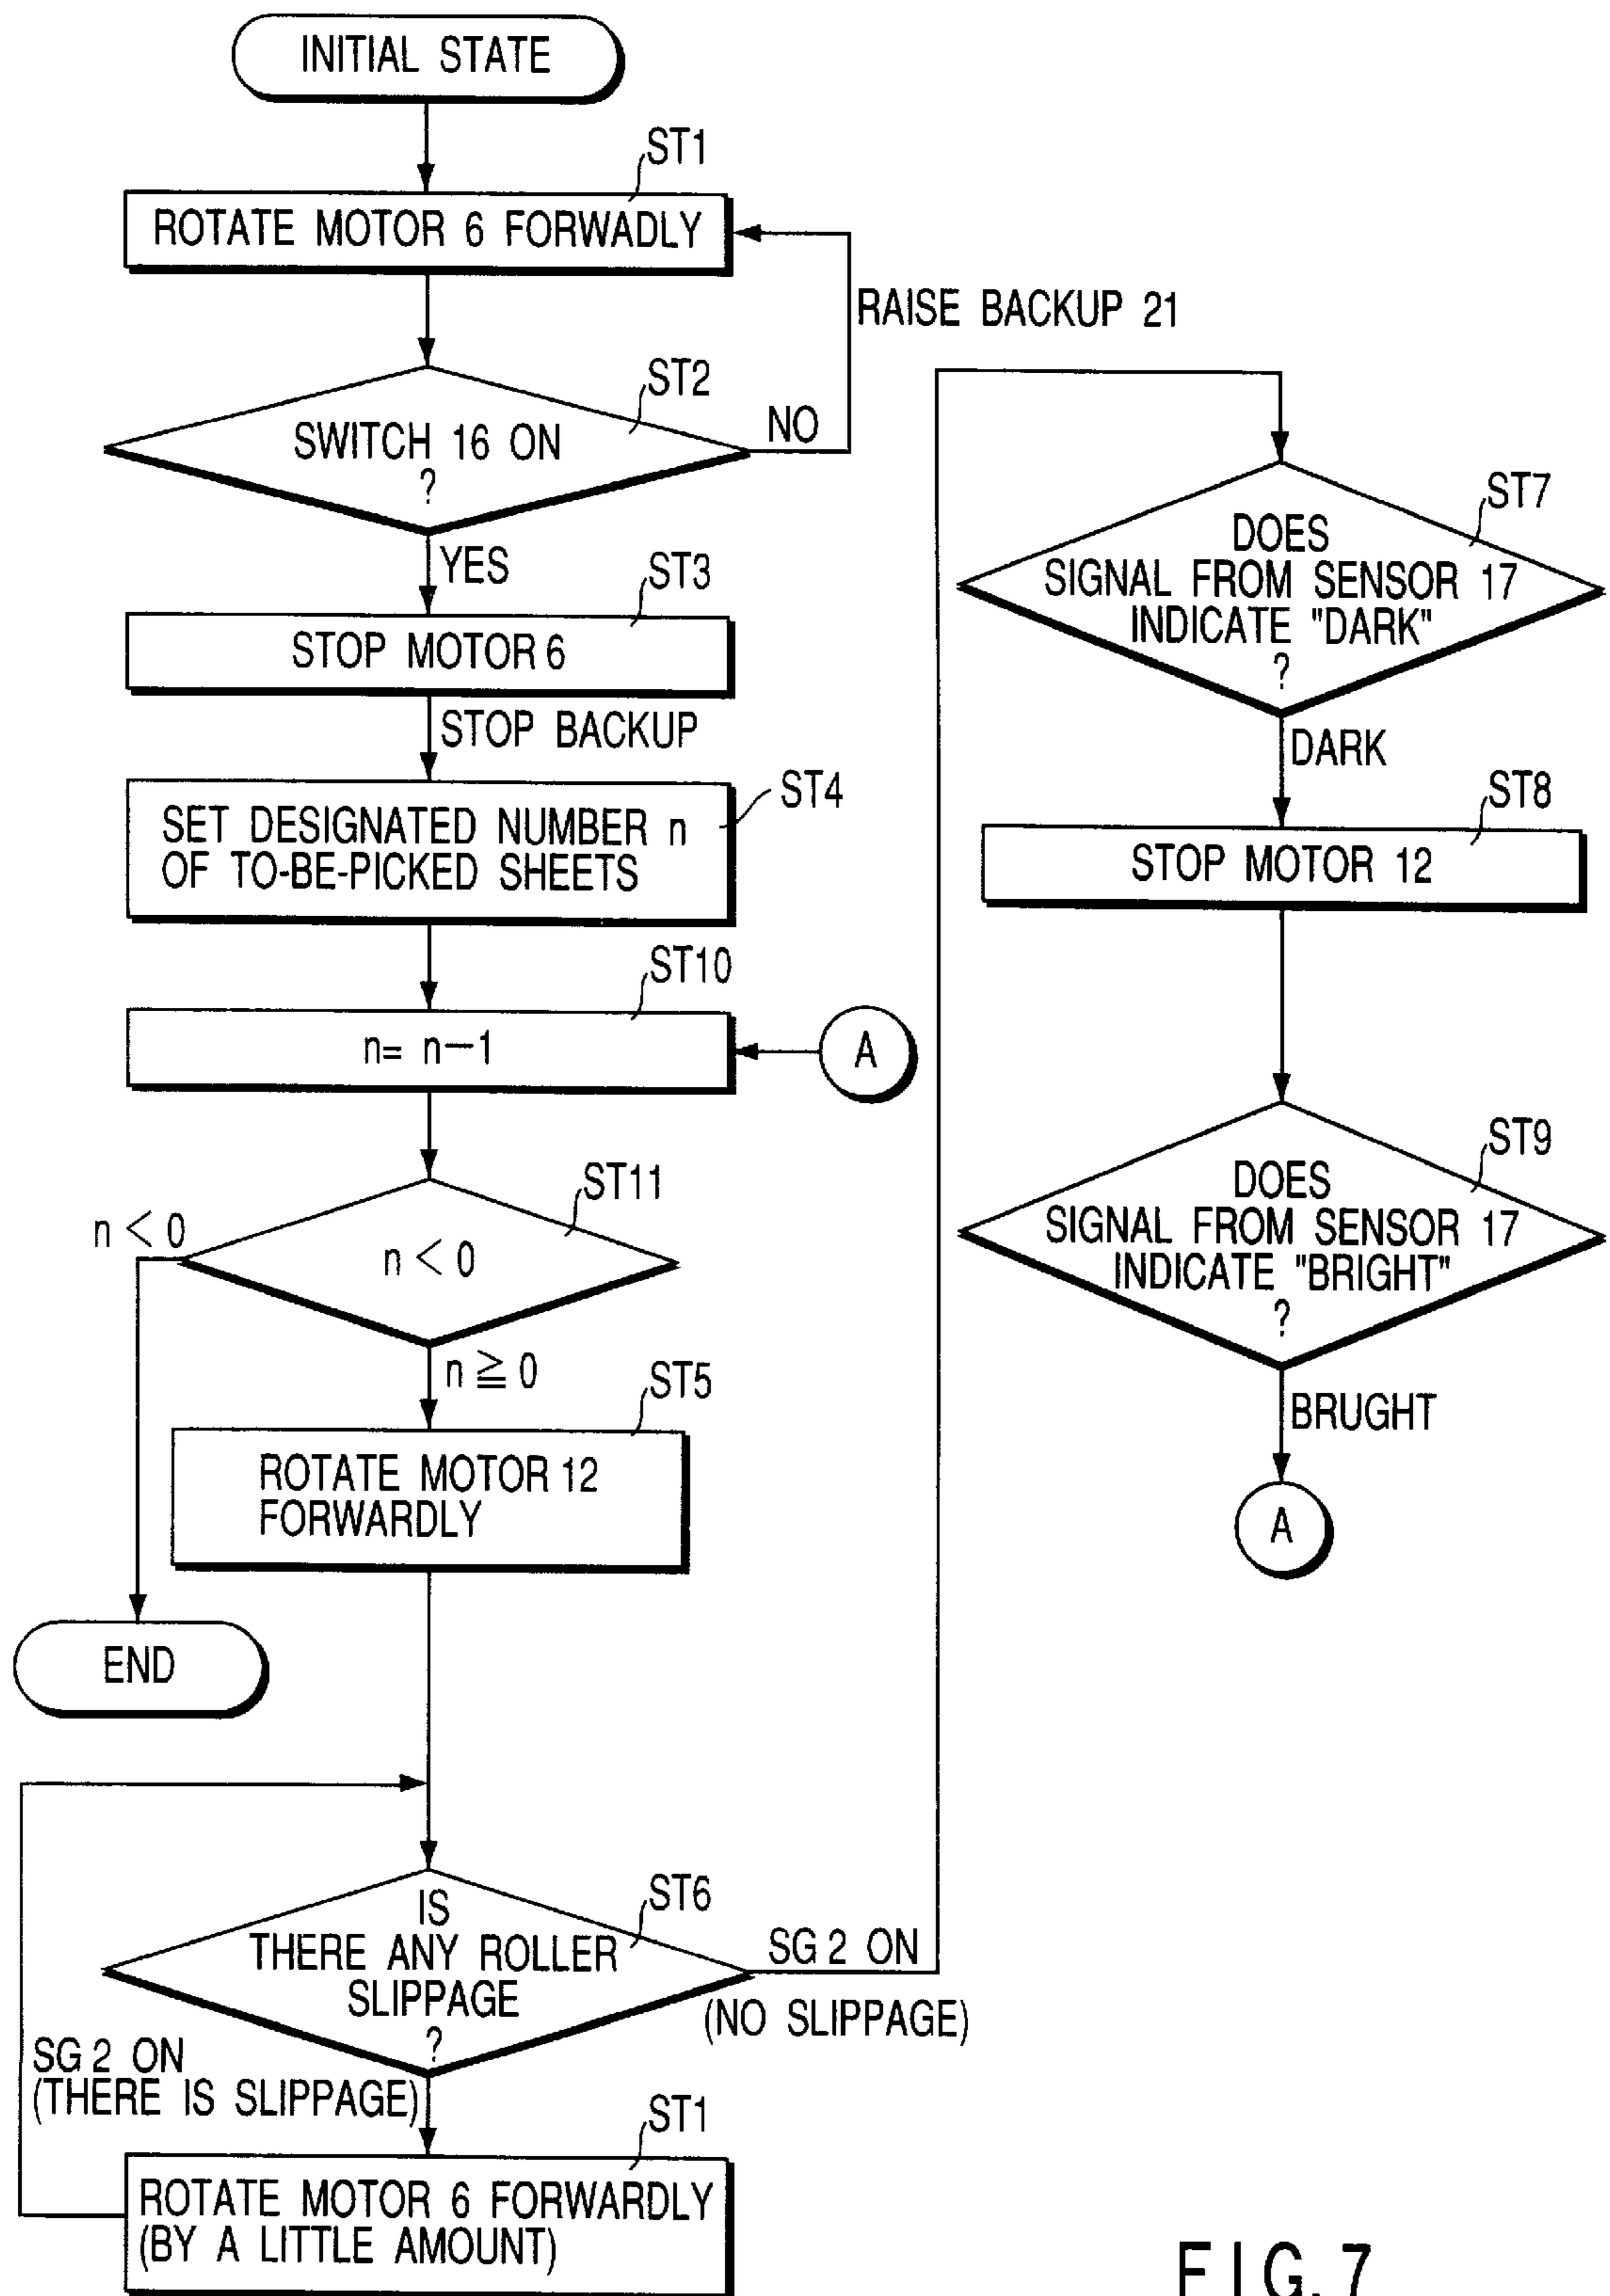 INITIAL STATE
ST1
ROTATE MOTOR 6 FORWADLY
RAISE BACKUP 21
ST2
SWITCH 16 ON
?
NO
YES
ST3
STOP MOTOR 6
STOP BACKUP
ST4
SET DESIGNATED NUMBER n
OF TO-BE-PICKED SHEETS
ST10
n= n−1
A
ST11
n < 0
n < 0
n ≧ 0
ST5
ROTATE MOTOR 12
FORWARDLY
END
ST6
IS
THERE ANY ROLLER
SLIPPAGE
?
SG 2 ON
(NO SLIPPAGE)
SG 2 ON
(THERE IS SLIPPAGE)
ST1
ROTATE MOTOR 6 FORWARDLY
(BY A LITTLE AMOUNT)
ST7
DOES
SIGNAL FROM SENSOR 17
INDICATE "DARK"
?
DARK
ST8
STOP MOTOR 12
ST9
DOES
SIGNAL FROM SENSOR 17
INDICATE "BRIGHT"
?
BRUGHT
A
FIG. 7